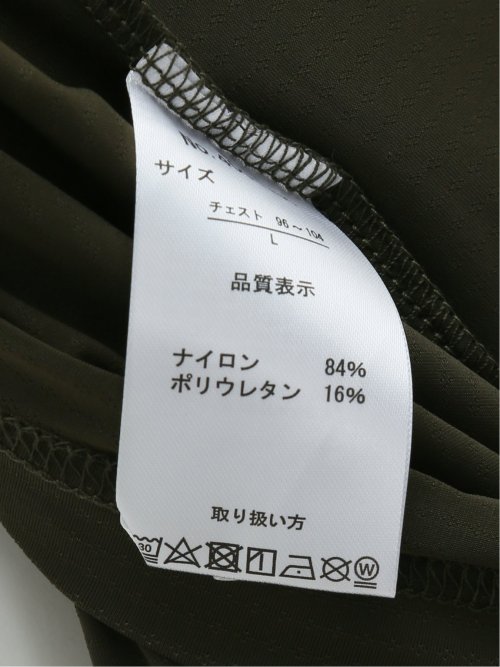 サイズ
チェスト 96～104
L
品質表示
ナイロン 84%
ポリウレタン 16%
取り扱い方
30 W